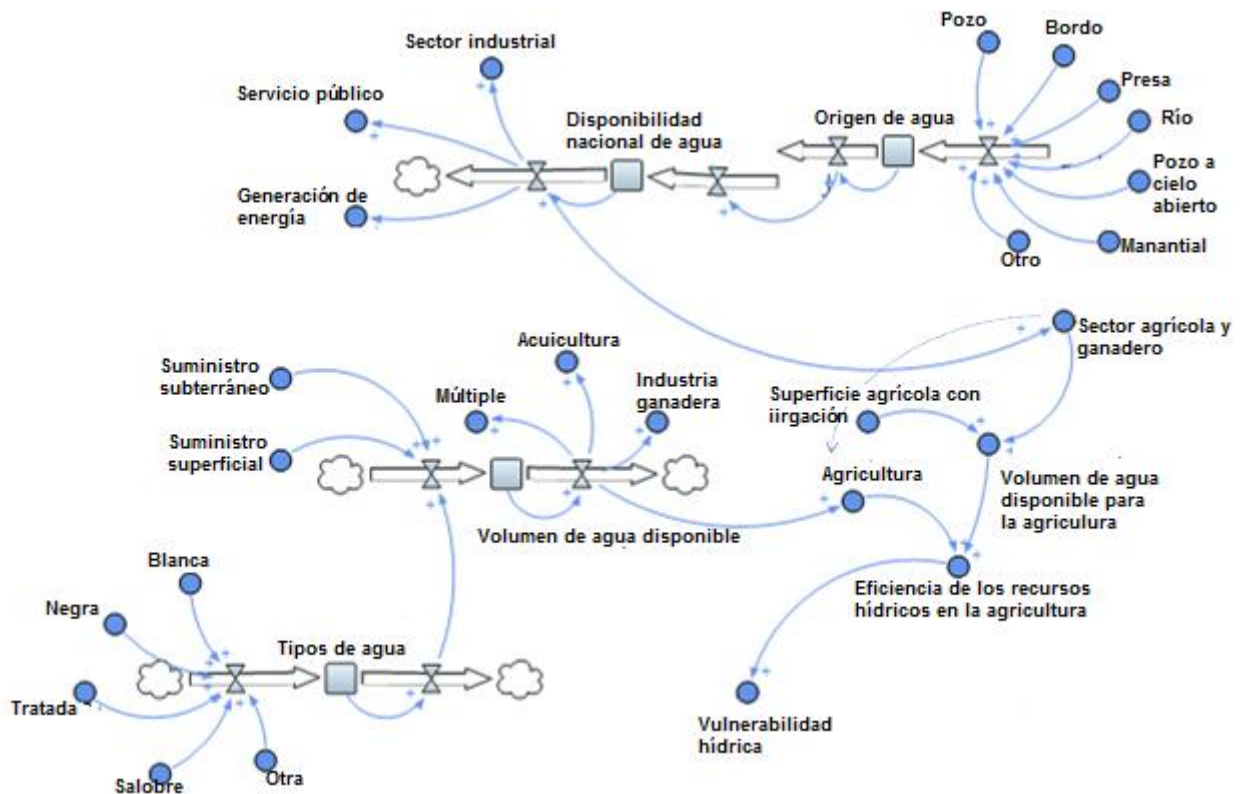 Pozo
Bordo
Sector industrial
Presa
Servicio público
Disponibilidad
nacional de agua
Origen de agua
Río
Pozo a
cielo
abierto
Generación de
energía
Otro
Manantial
Sector agrícola y
ganadero
Acuicultura
Suministro
subterráneo
Múltiple
Industria
ganadera
Superficie agrícola con
iirgación
Suministro
superficial
Agricultura
Volumen de agua
disponible para
la agriculura
Volumen de agua disponible
Blanca
Eficiencia de los recursos
hídricos en la agricultura
Negra
Tipos de agua
Tratada
Vulnerabilidad
hídrica
Salobre
Otra